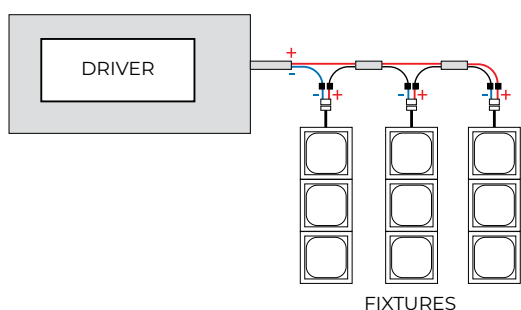 DRIVER
+
-
- +
- +
- +
FIXTURES